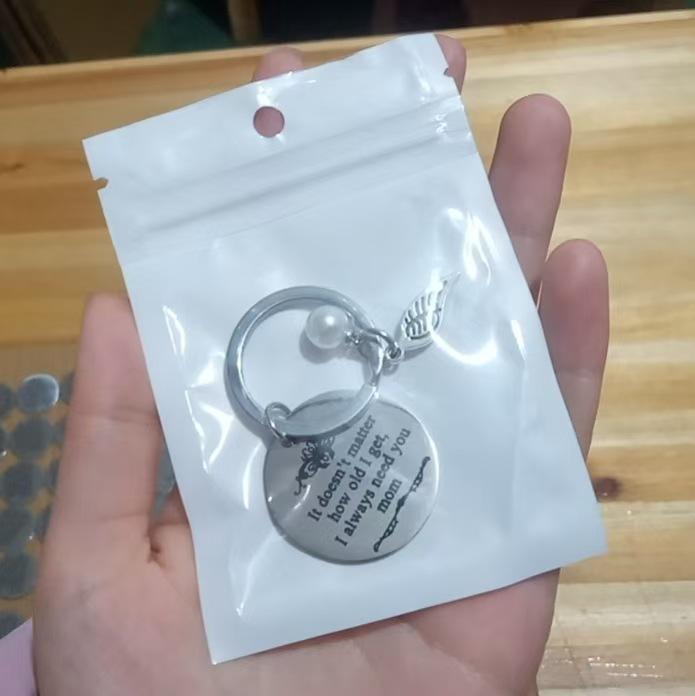 It doesn't matter
how old I get,
I always need you
mom